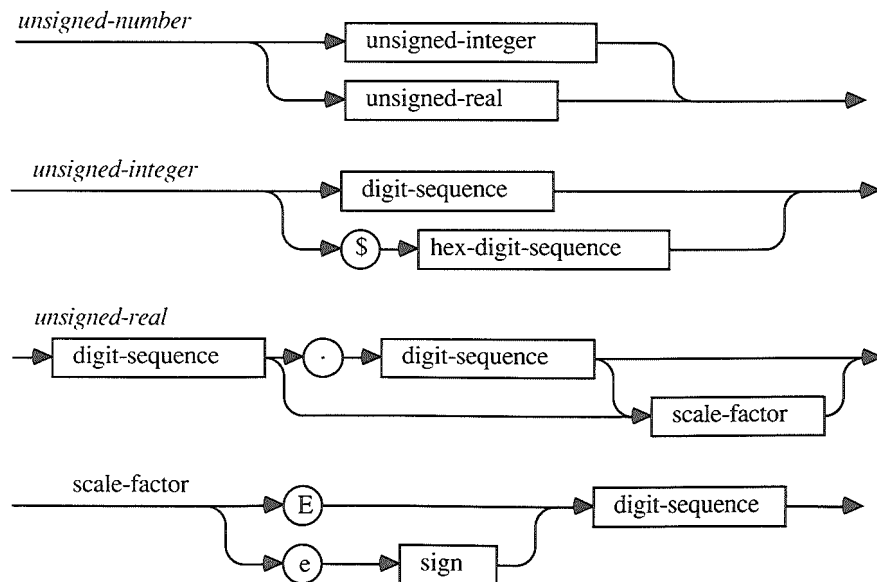 unsigned-number
unsigned-integer
unsigned-real
unsigned-integer
digit-sequence
$ hex-digit-sequence
unsigned-real
digit-sequence . digit-sequence
scale-factor
scale-factor
E digit-sequence
e sign